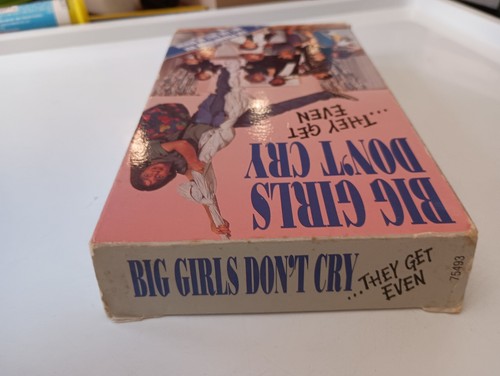 ...THEY GET
EVEN
BIG GIRLS
DON'T CRY
BIG GIRLS DON'T CRY
...THEY GET
EVEN
75493